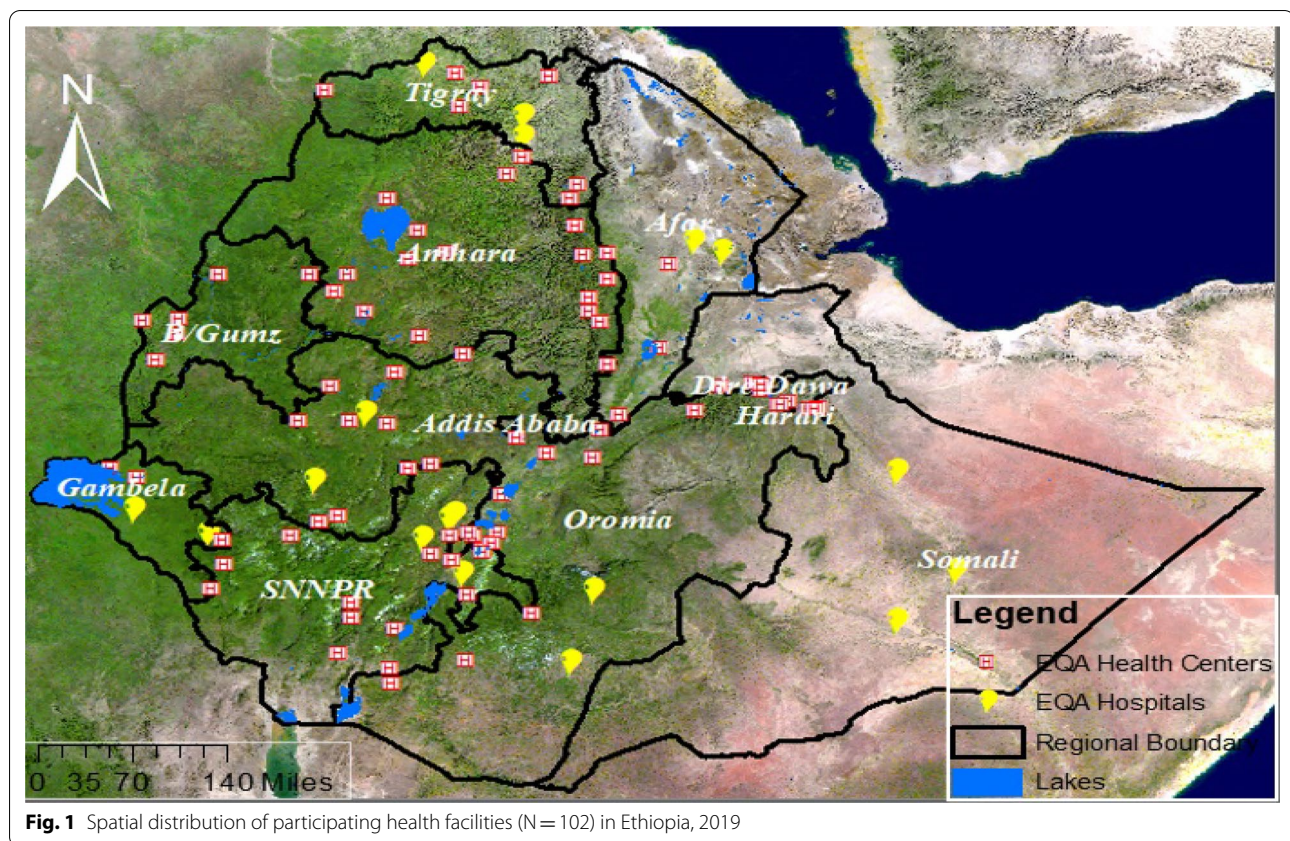 N
Tigray
Afar
Amhara
B/Gumz
Dire Dawa
Addis Ababa
Harari
Gambela
Oromia
SNNPR
Somali
Legend
EQA Health Centers
EQA Hospitals
Regional Boundary
Lakes
0 35 70 140 Miles
Fig. 1 Spatial distribution of participating health facilities (N = 102) in Ethiopia, 2019